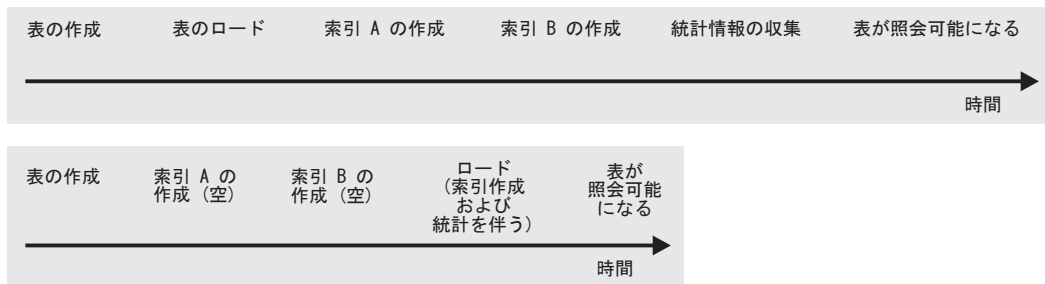 表の作成 表のロード 索引 A の作成 索引 B の作成 統計情報の収集 表が照会可能になる
時間
表の作成
索引 A の
作成 (空)
索引 B の
作成 (空)
ロード
(索引作成
および
統計を伴う)
表が
照会可能
になる
時間